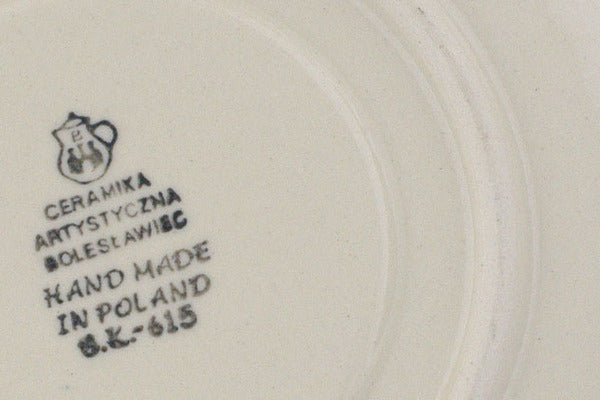 CERAMIKA
ARTYSTYCZNA
BOLESŁAWIEC
HAND MADE
IN POLAND
B.K.-615